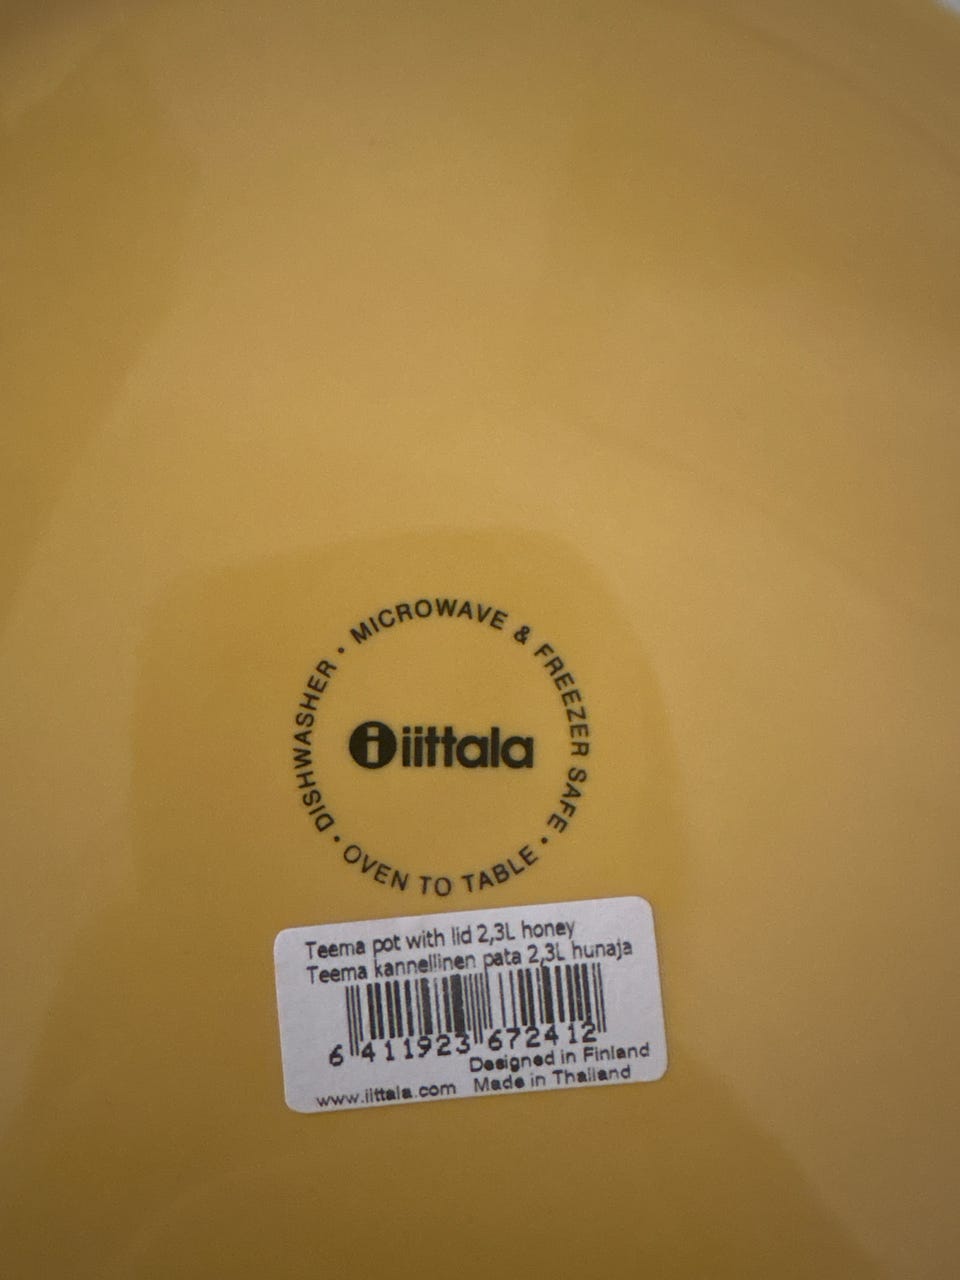 DISHWASHER • MICROWAVE & FREEZER SAFE • OVEN TO TABLE •
i iittala
Teema pot with lid 2,3L honey
Teema kannellinen pata 2,3L hunaja
6 411923 672412
Designed in Finland
www.iittala.com Made in Thailand